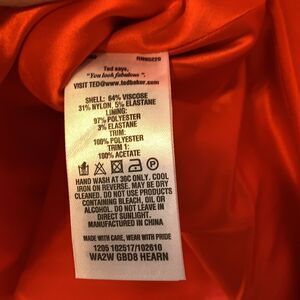 Ted says,
"You look fabulous".
VISIT TED@www.tedbaker.com
SHELL: 64% VISCOSE
31% NYLON, 5% ELASTANE
LINING:
97% POLYESTER
3% ELASTANE
TRIM:
100% POLYESTER
TRIM 1:
100% ACETATE
HAND WASH AT 30C ONLY. COOL
IRON ON REVERSE. MAY BE DRY
CLEANED. DO NOT USE PRODUCTS
CONTAINING BLEACH, OIL OR
ALCOHOL. DO NOT LEAVE IN
DIRECT SUNLIGHT.
MANUFACTURED IN CHINA
MADE WITH CARE, WEAR WITH PRIDE
1205 102517/102610
WA2W GBD8 HEARN